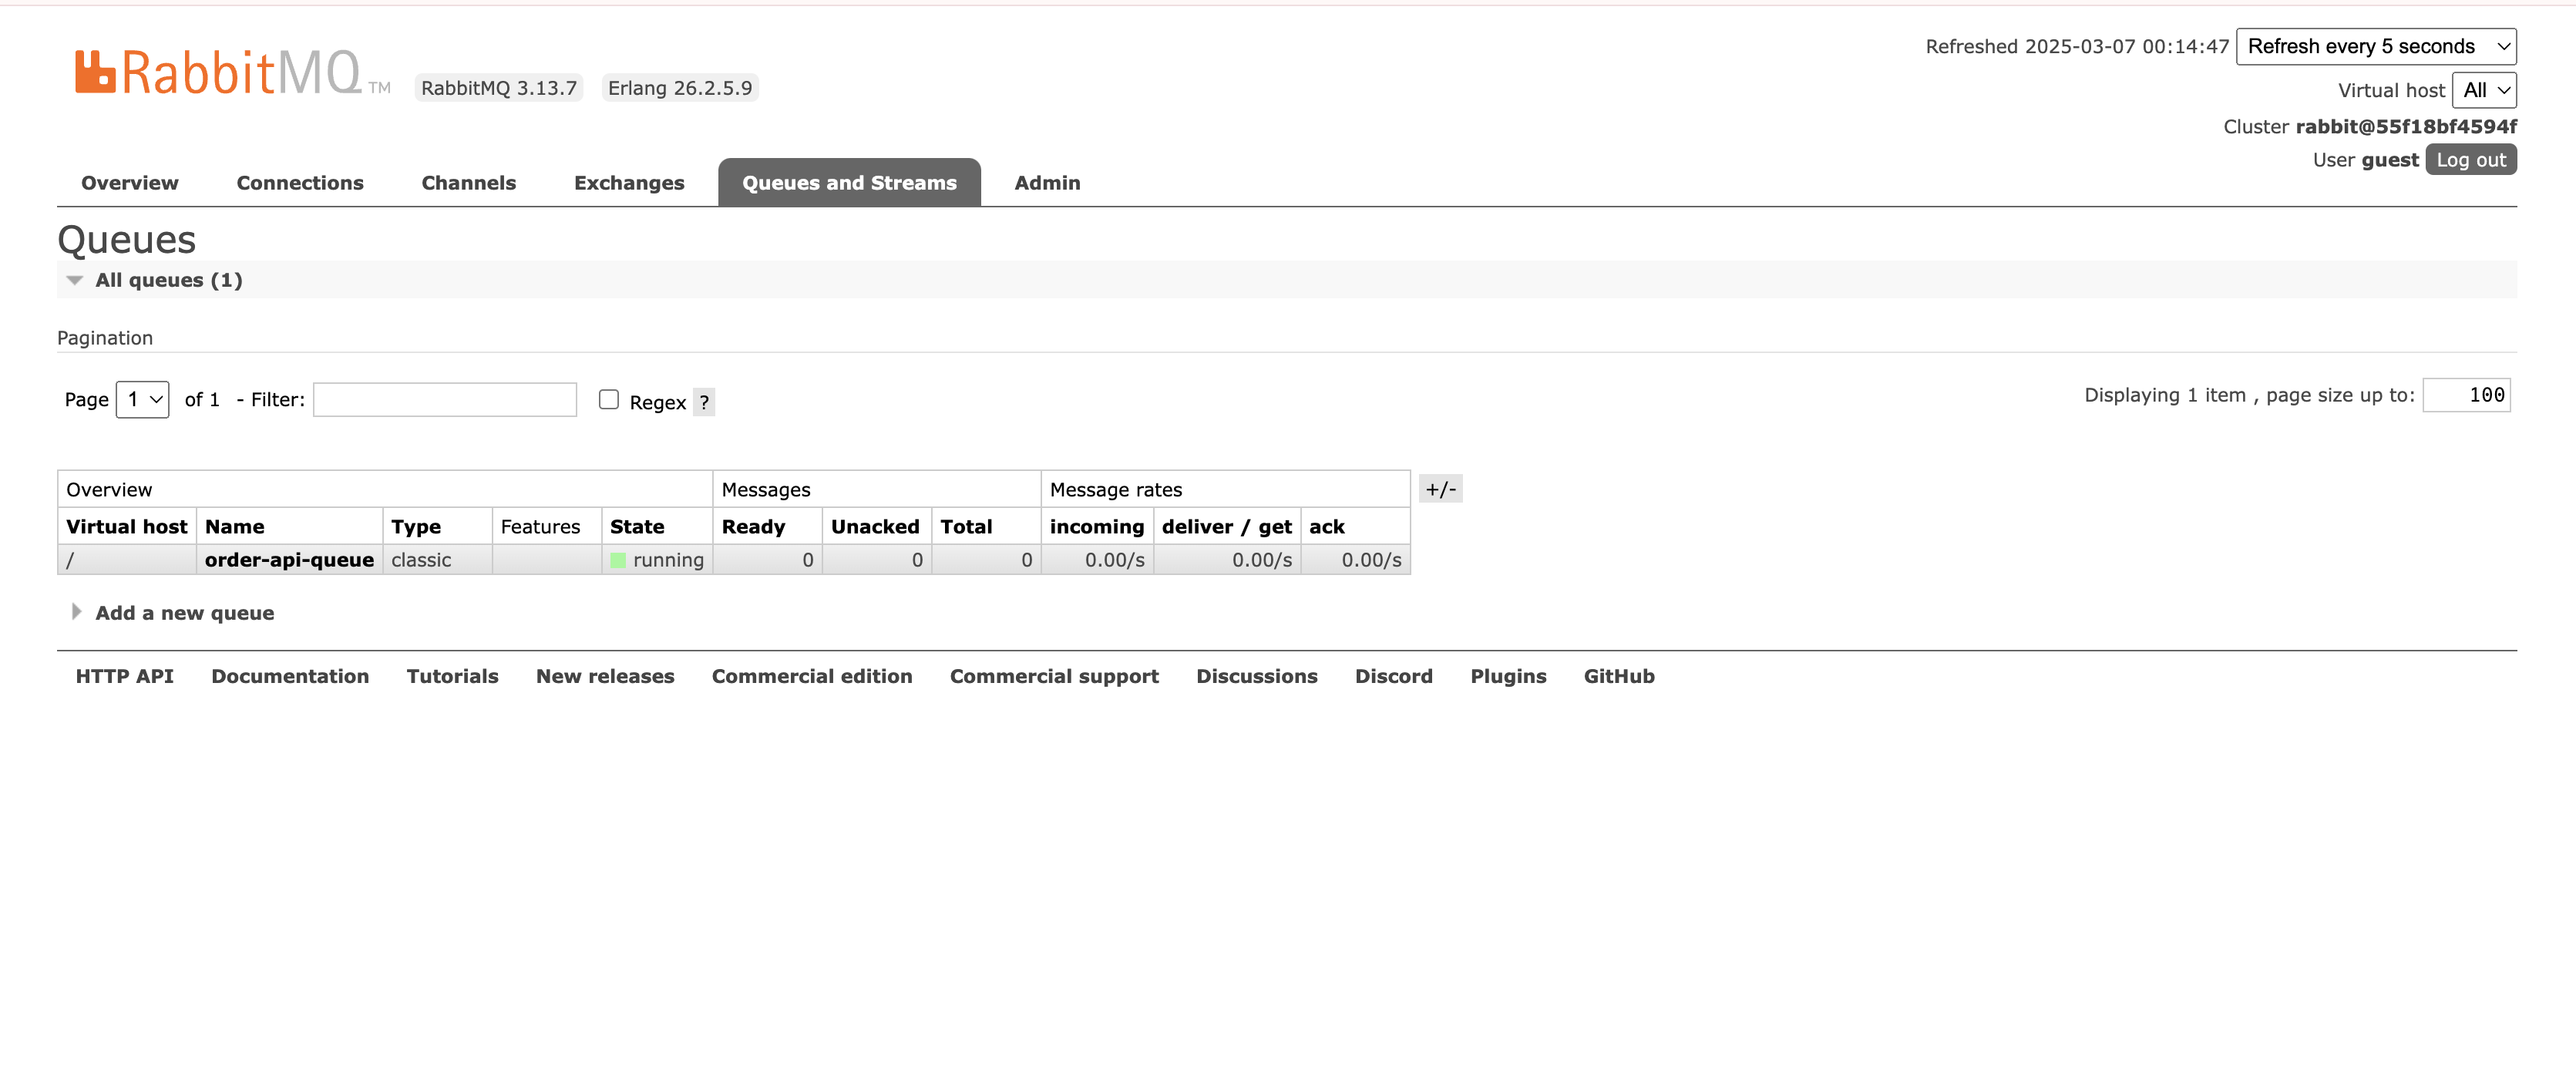 Refreshed 2025-03-07 00:14:47 Refresh every 5 seconds
RabbitMQ TM RabbitMQ 3.13.7 Erlang 26.2.5.9
Virtual host All
Cluster rabbit@55f18bf4594f
User guest Log out
Overview Connections Channels Exchanges Queues and Streams Admin
Queues
All queues (1)
Pagination
Page 1 of 1 - Filter: Regex ? Displaying 1 item , page size up to: 100
Overview Messages Message rates +/-
Virtual host Name Type Features State Ready Unacked Total incoming deliver / get ack
/ order-api-queue classic running 0 0 0 0.00/s 0.00/s 0.00/s
Add a new queue
HTTP API Documentation Tutorials New releases Commercial edition Commercial support Discussions Discord Plugins GitHub